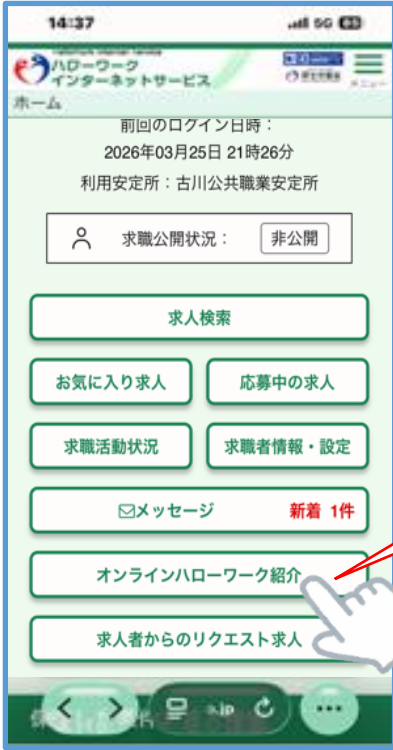 14:37
5G
ハローワーク
インターネットサービス
メニュー
ホーム
前回のログイン日時：
2026年03月25日 21時26分
利用安定所：古川公共職業安定所
求職公開状況：
非公開
求人検索
お気に入り求人
応募中の求人
求職活動状況
求職者情報・設定
メッセージ
新着 1件
オンラインハローワーク紹介
求人者からのリクエスト求人